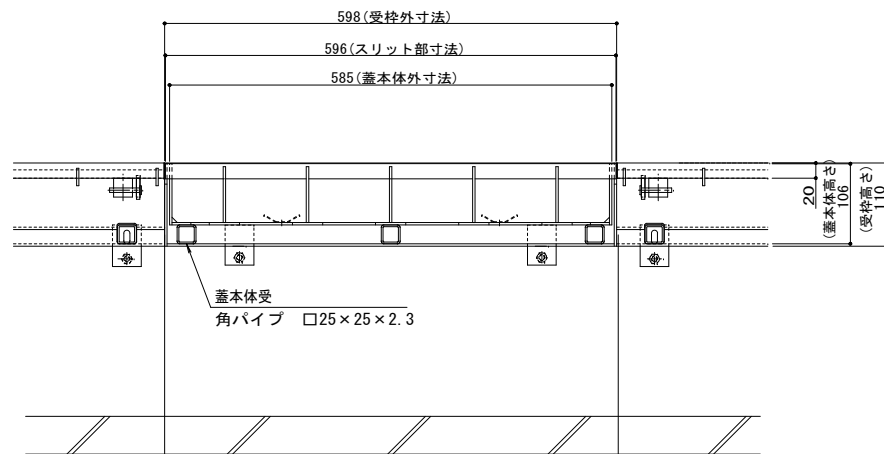 598(受枠外寸法)
596(スリット部寸法)
585(蓋本体外寸法)
20
(蓋本体高さ)
106
(受枠高さ)
110
蓋本体受
角パイプ　□25×25×2.3